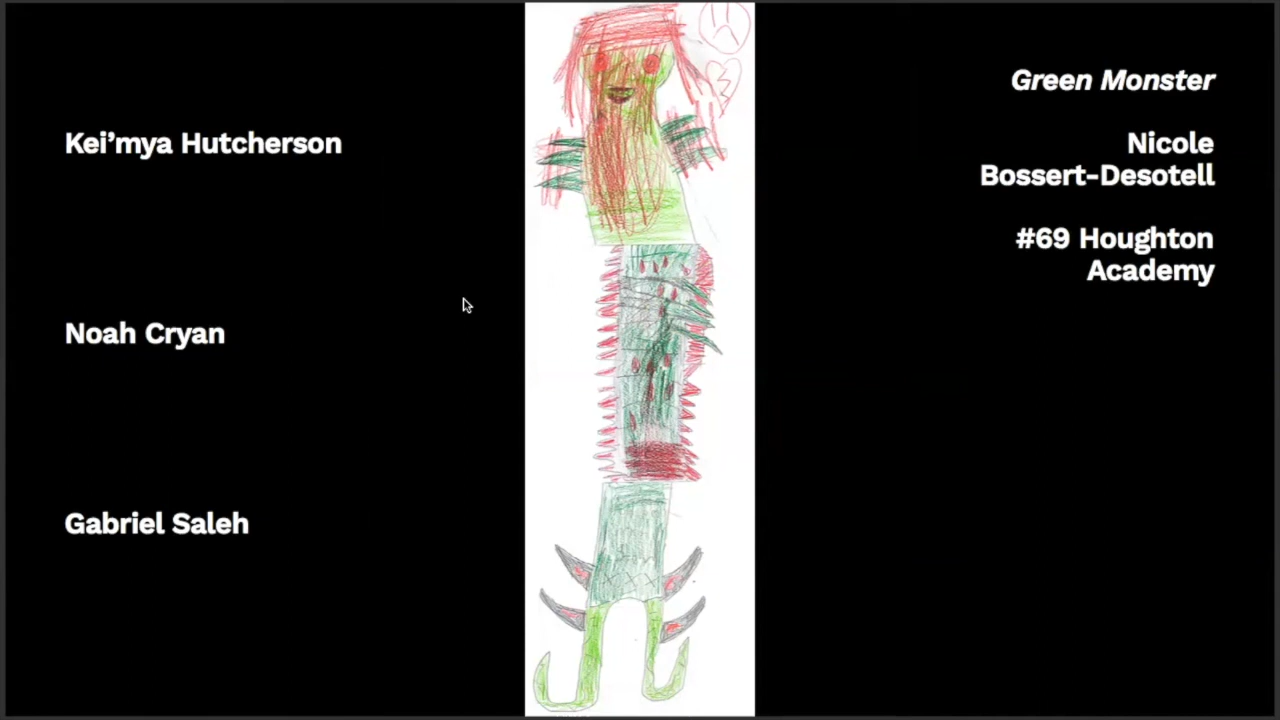 Kei’mya Hutcherson
Noah Cryan
Gabriel Saleh
Green Monster
Nicole
Bossert-Desotell
#69 Houghton
Academy